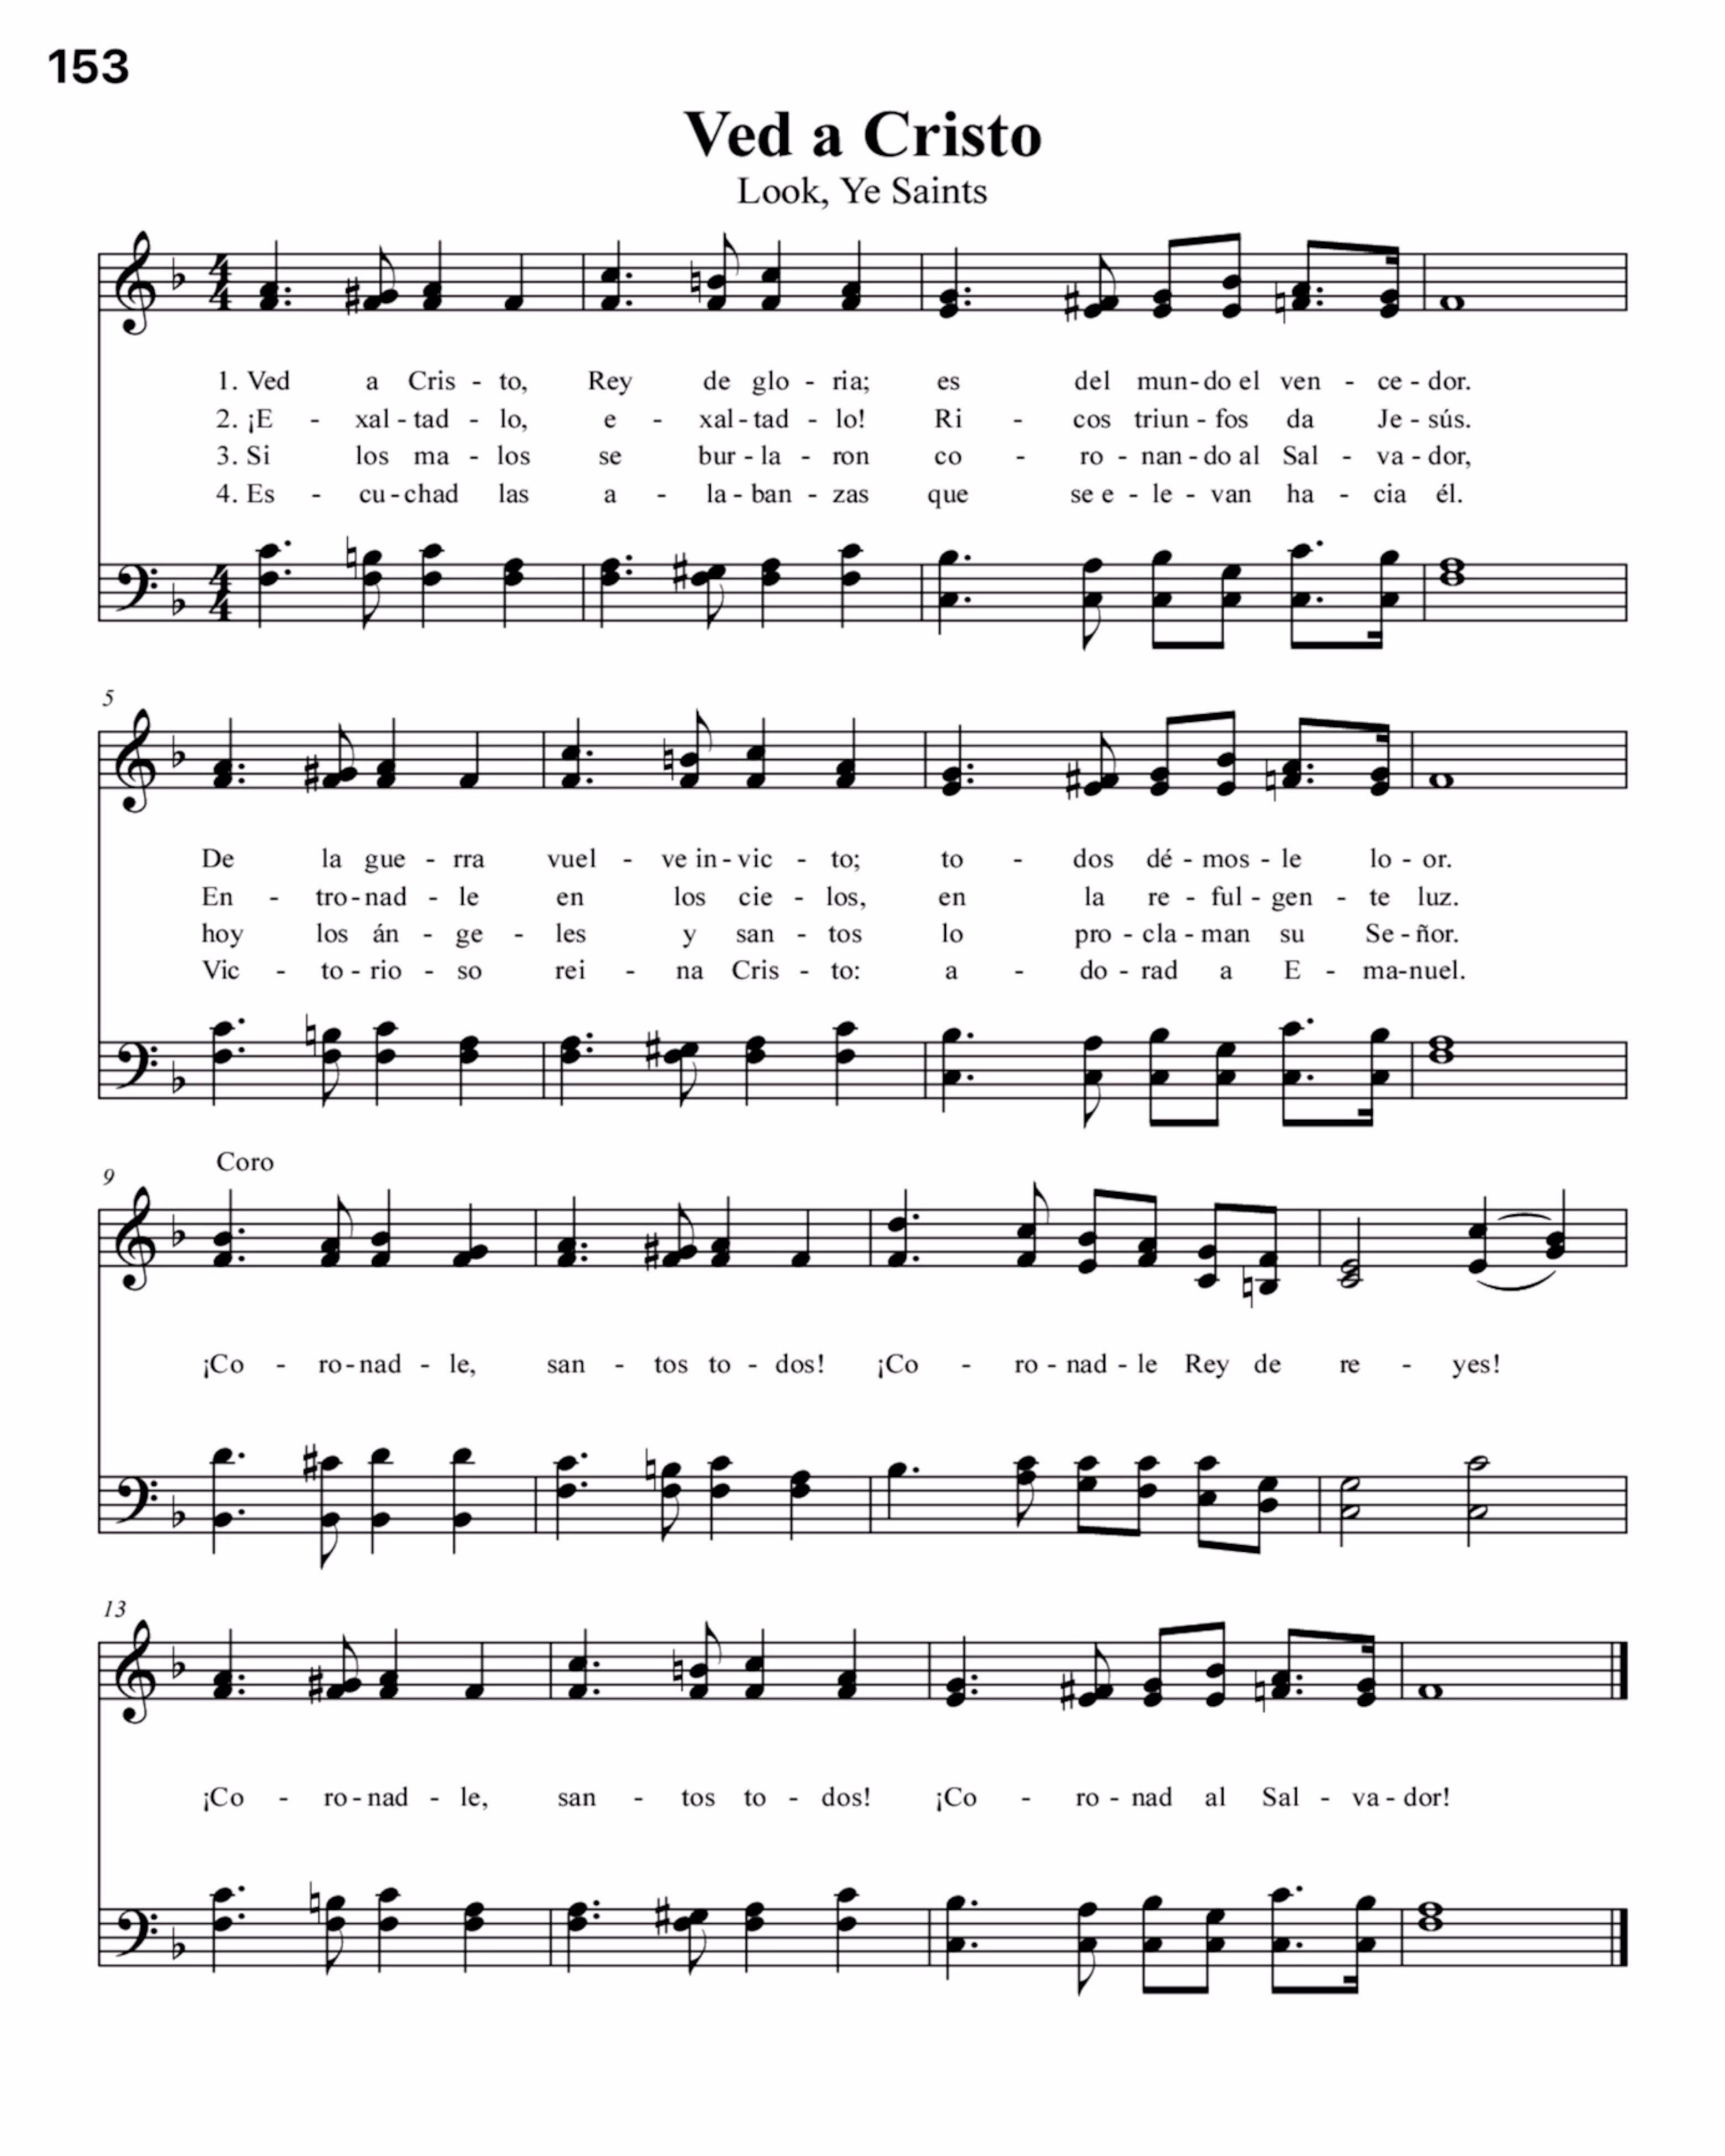 153
Ved a Cristo
Look, Ye Saints
1. Ved a Cris - to, Rey de glo - ria; es del mun - do el ven - ce - dor.
2. ¡E - xal - tad - lo, e - xal - tad - lo! Ri - cos triun - fos da Je - sús.
3. Si los ma - los se bur - la - ron co - ro - nan - do al Sal - va - dor,
4. Es - cu - chad las a - la - ban - zas que se e - le - van ha - cia él.
5
De la gue - rra vuel - ve in - vic - to; to - dos dé - mos - le lo - or.
En - tro - nad - le en los cie - los, en la re - ful - gen - te luz.
hoy los án - ge - les y san - tos lo pro - cla - man su Se - ñor.
Vic - to - rio - so rei - na Cris - to: a - do - rad a E - ma - nuel.
9
Coro
¡Co - ro - nad - le, san - tos to - dos! ¡Co - ro - nad - le Rey de re - yes!
13
¡Co - ro - nad - le, san - tos to - dos! ¡Co - ro - nad al Sal - va - dor!